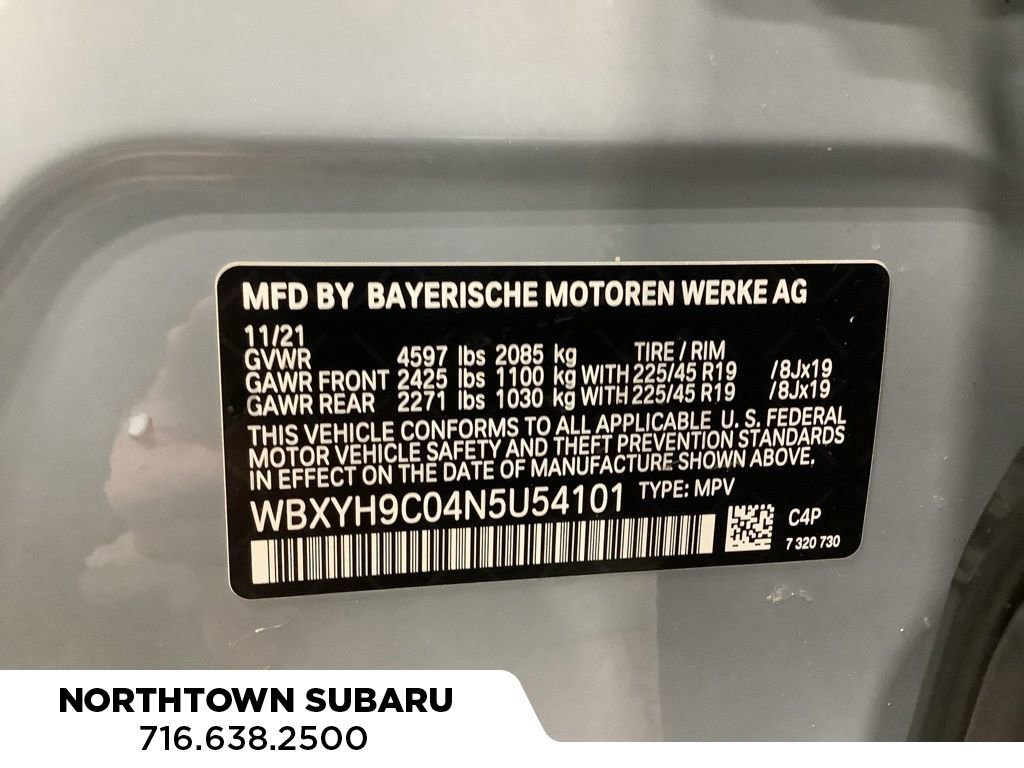 MFD BY BAYERISCHE MOTOREN WERKE AG
11/21
GVWR 4597 lbs 2085 kg TIRE / RIM
GAWR FRONT 2425 lbs 1100 kg WITH 225/45 R19 /8Jx19
GAWR REAR 2271 lbs 1030 kg WITH 225/45 R19 /8Jx19
THIS VEHICLE CONFORMS TO ALL APPLICABLE U. S. FEDERAL
MOTOR VEHICLE SAFETY AND THEFT PREVENTION STANDARDS
IN EFFECT ON THE DATE OF MANUFACTURE SHOWN ABOVE.
WBXYH9C04N5U54101 TYPE: MPV
C4P
7 320 730
NORTHTOWN SUBARU
716.638.2500